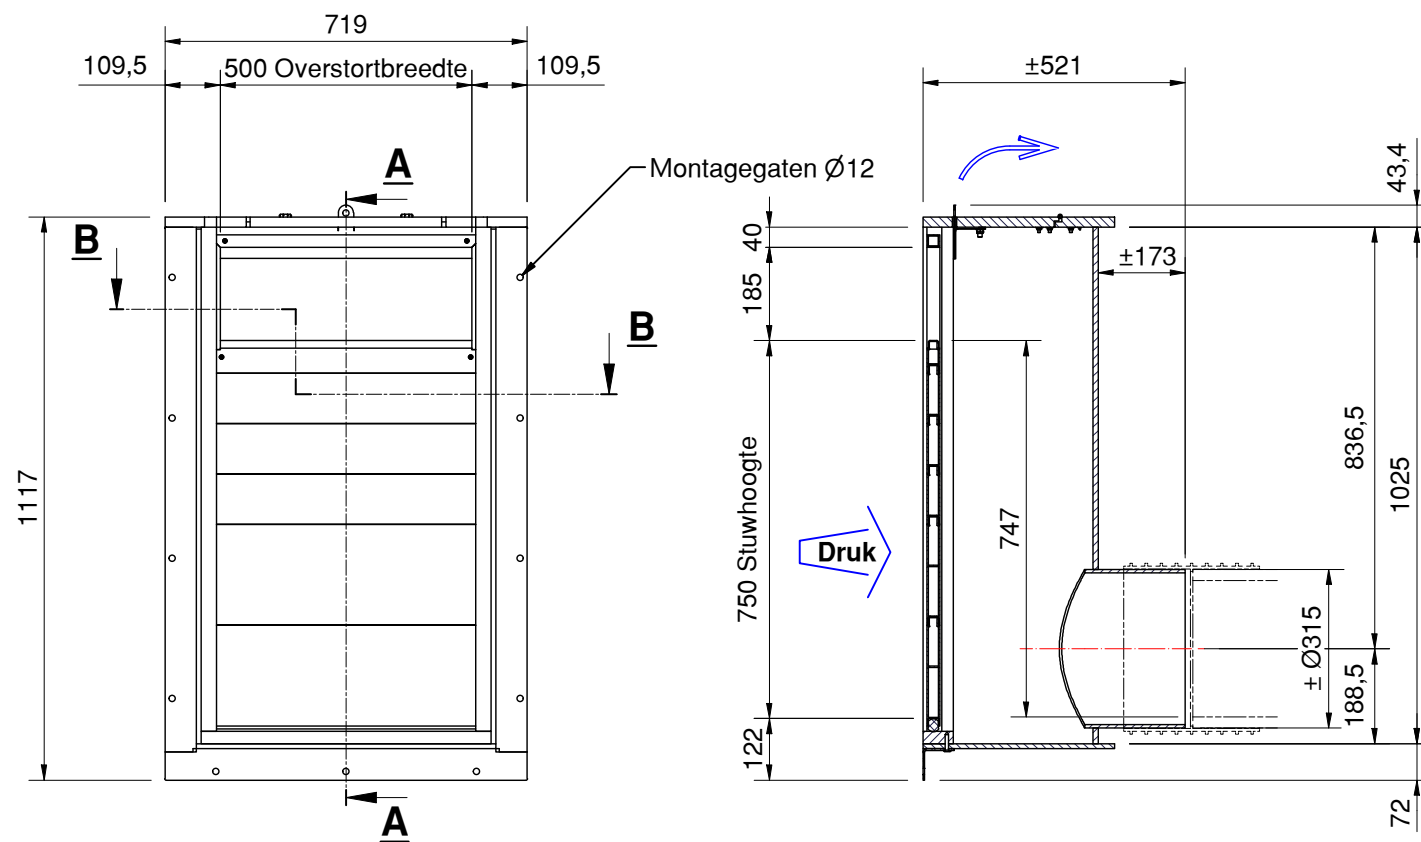 719
109,5
500 Overstortbreedte
109,5
±521
A
Montagegaten Ø12
43,4
B
40
±173
185
B
836,5
1025
1117
750 Stuwhoogte
747
Druk
± Ø315
188,5
122
72
A